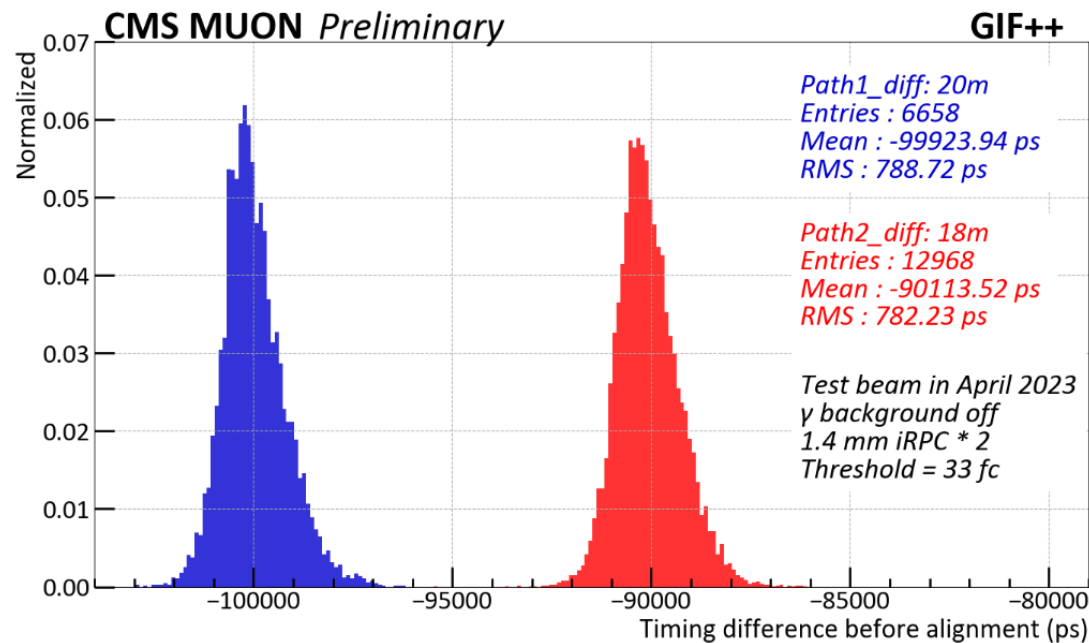 CMS MUON Preliminary GIF++
Normalized
0.07
0.06
0.05
0.04
0.03
0.02
0.01
0.00
Path1_diff: 20m
Entries : 6658
Mean : -99923.94 ps
RMS : 788.72 ps
Path2_diff: 18m
Entries : 12968
Mean : -90113.52 ps
RMS : 782.23 ps
Test beam in April 2023
γ background off
1.4 mm iRPC * 2
Threshold = 33 fc
−100000 −95000 −90000 −85000 −80000
Timing difference before alignment (ps)